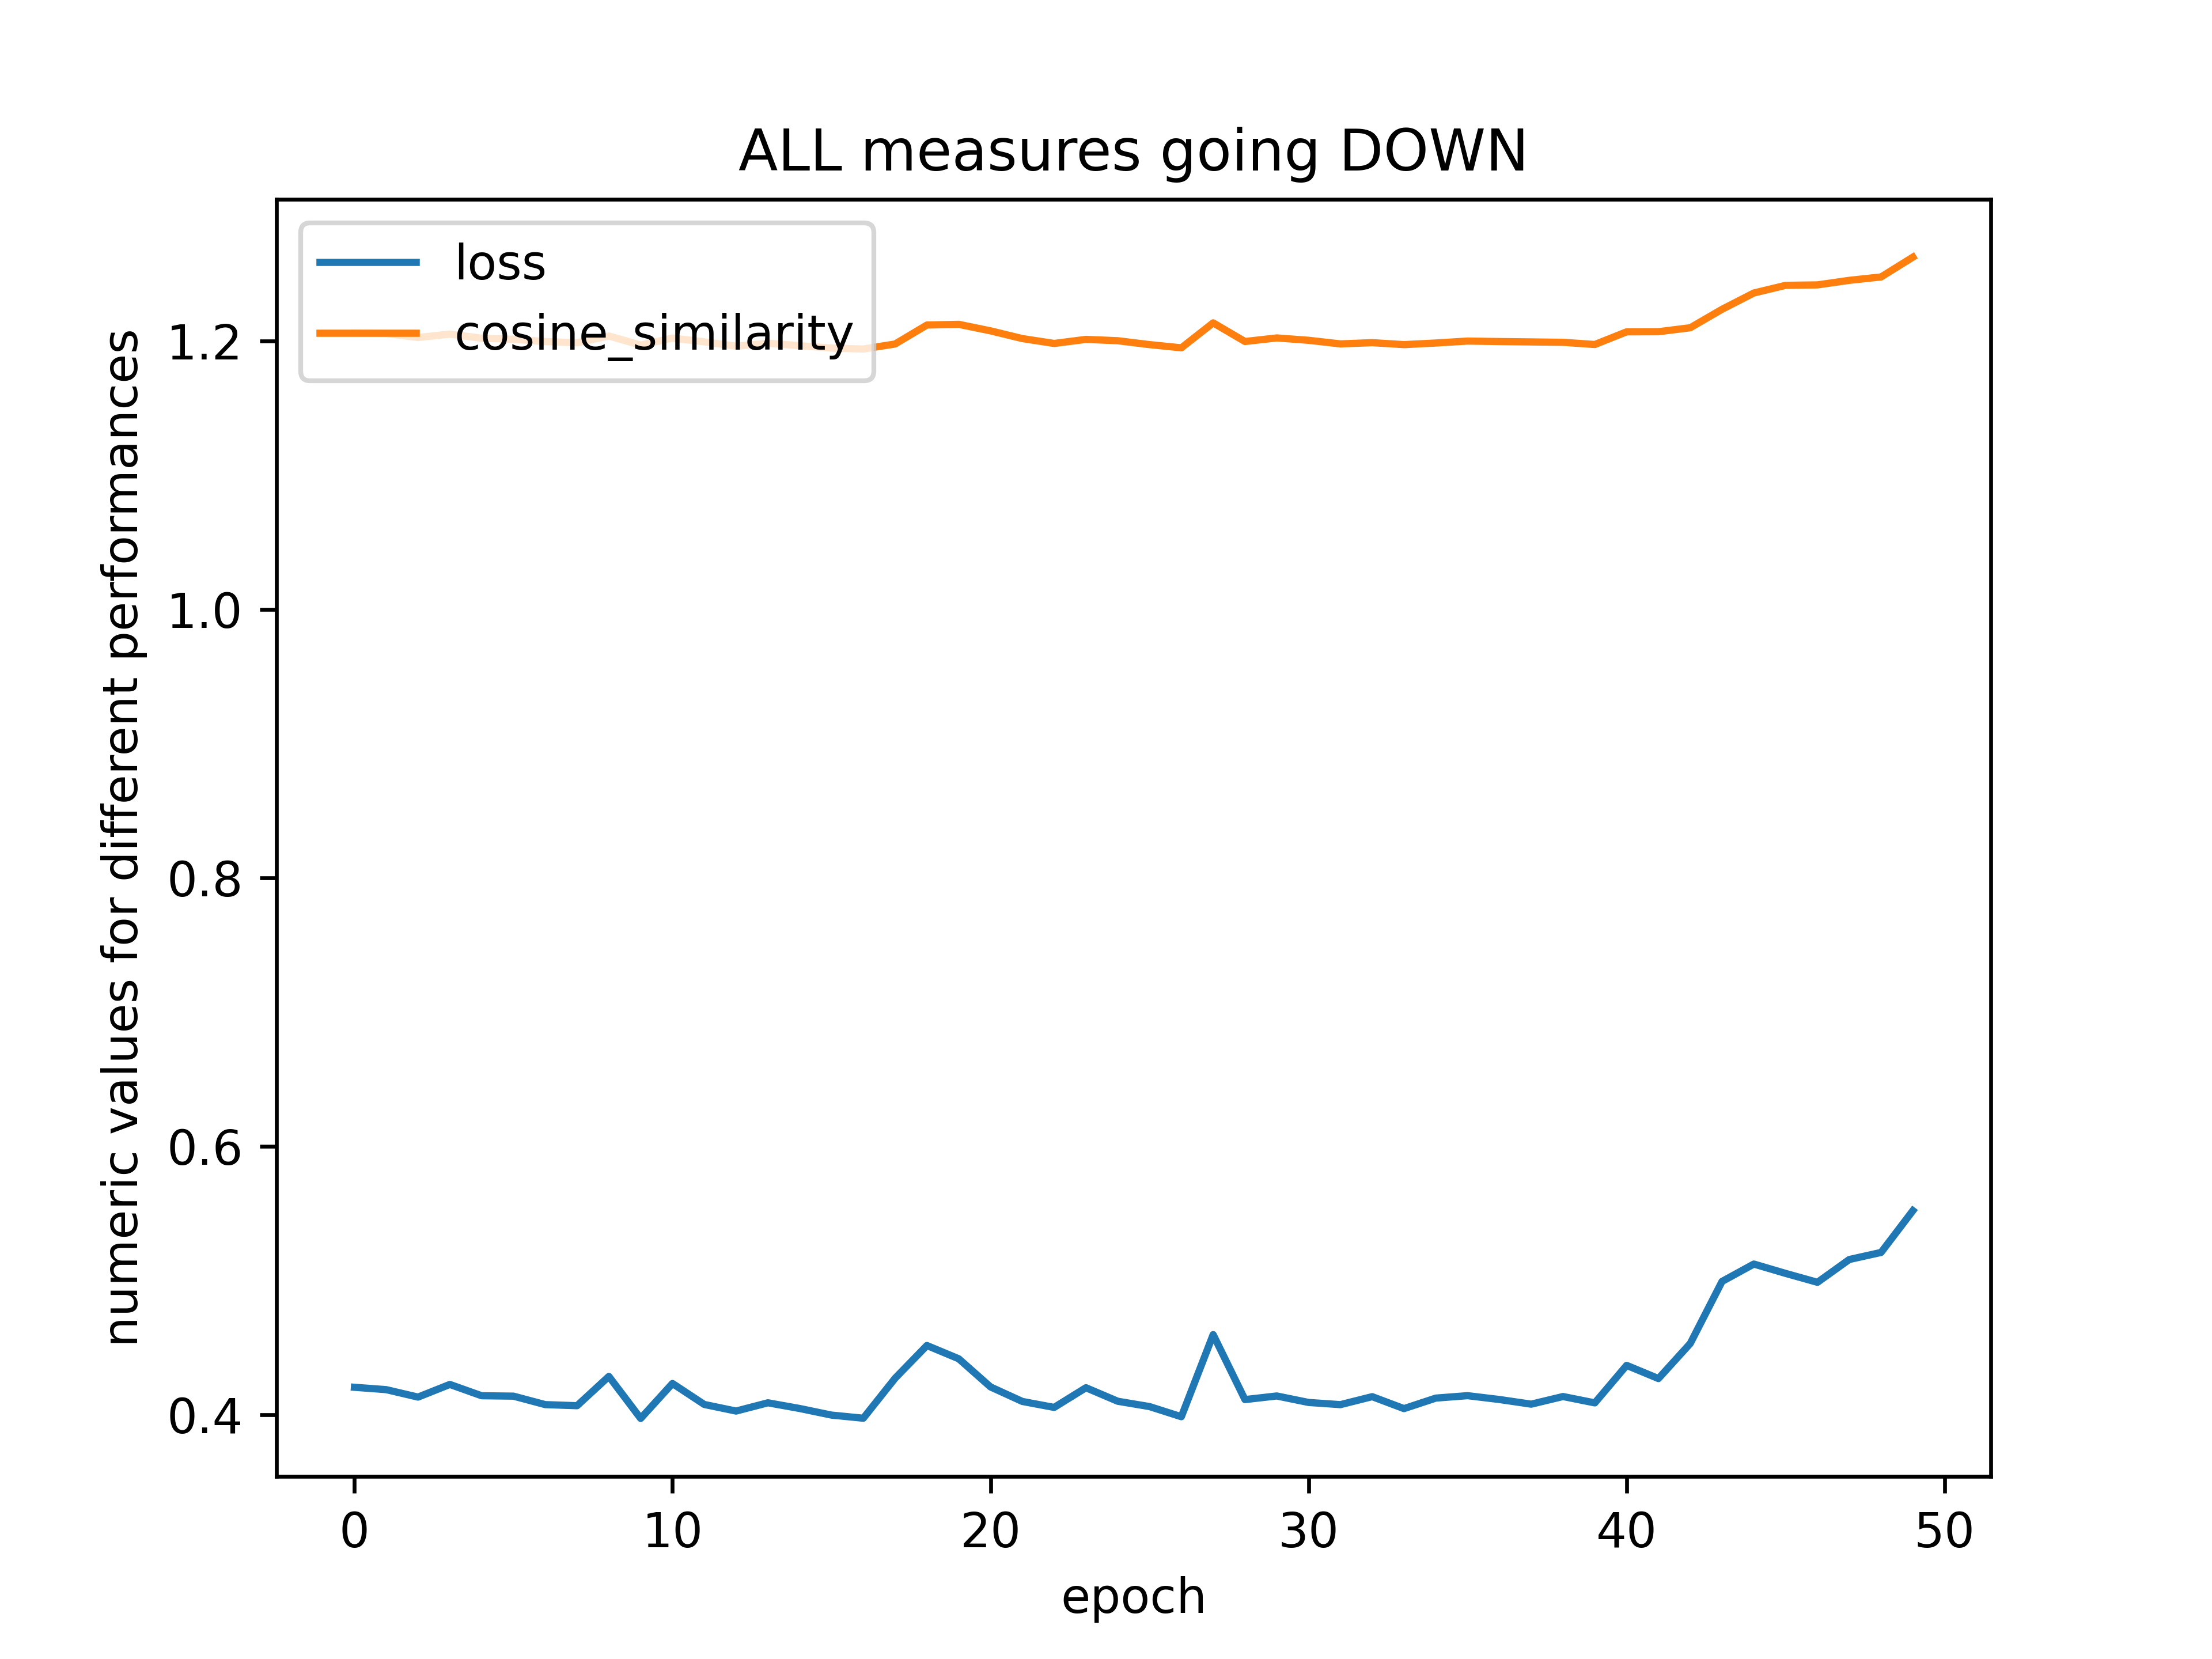 ALL measures going DOWN
loss
cosine_similarity
numeric values for different performances
1.2
1.0
0.8
0.6
0.4
0 10 20 30 40 50
epoch